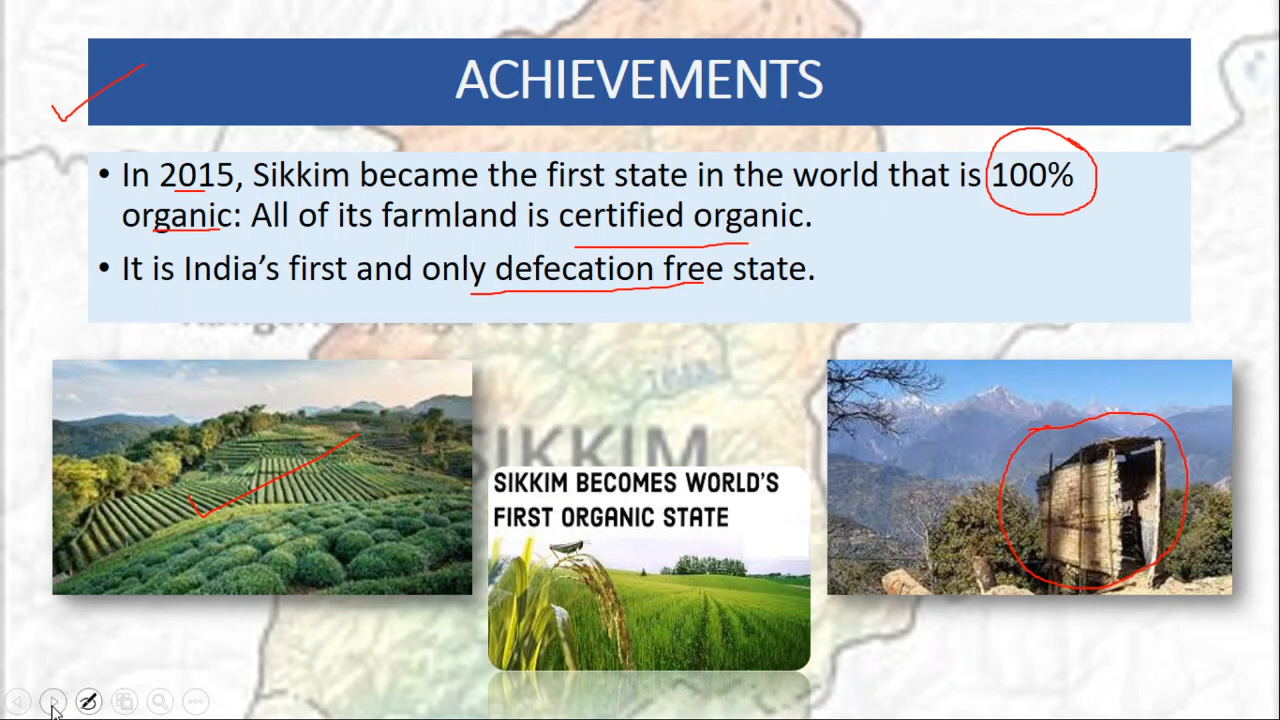 ACHIEVEMENTS
• In 2015, Sikkim became the first state in the world that is 100%
organic: All of its farmland is certified organic.
• It is India's first and only defecation free state.
SIKKIM
SIKKIM BECOMES WORLD'S
FIRST ORGANIC STATE